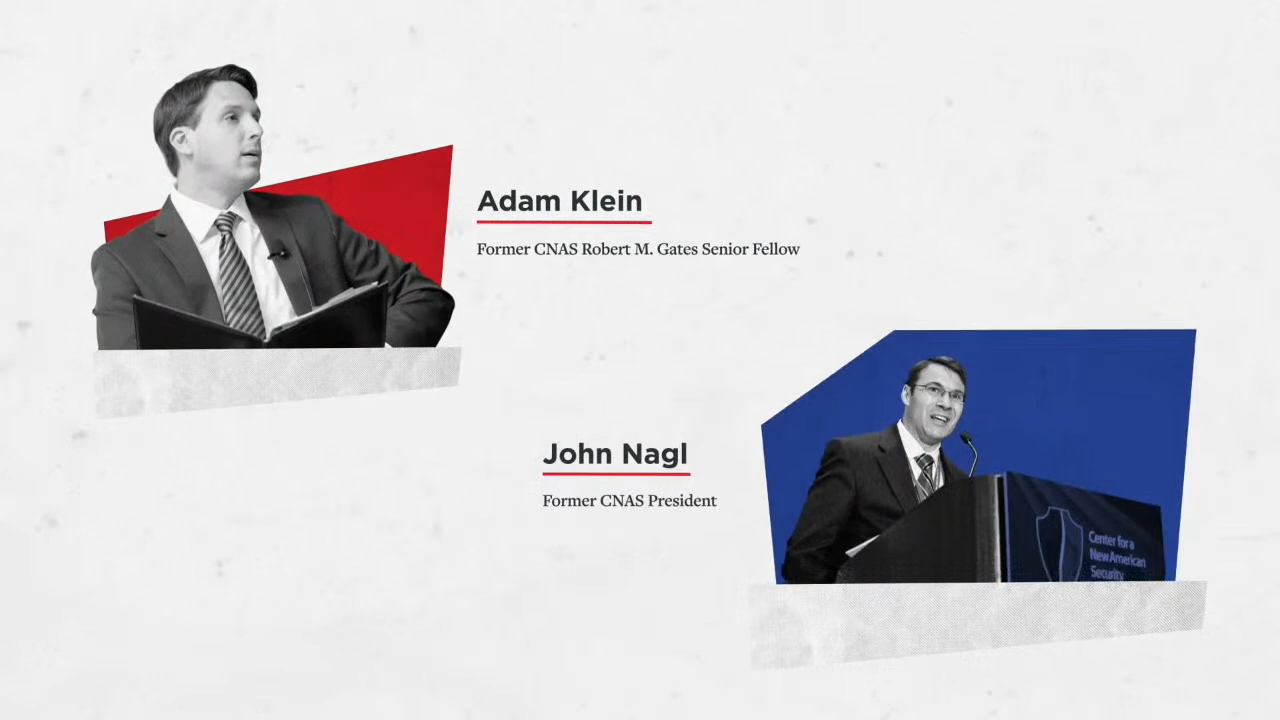 Adam Klein
Former CNAS Robert M. Gates Senior Fellow
John Nagl
Former CNAS President
Center for a
New American
Security